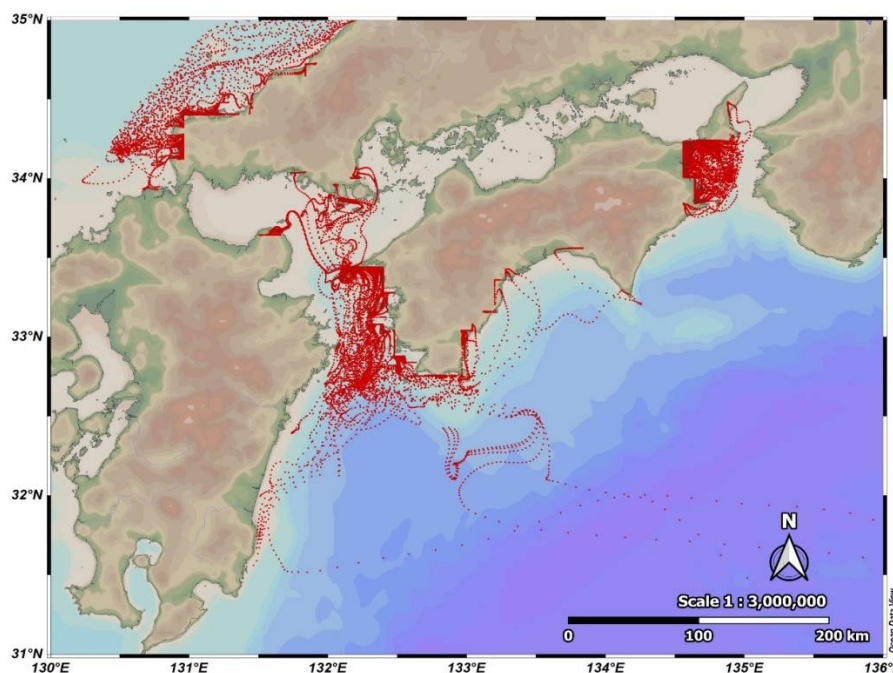 35°N
34°N
33°N
32°N
31°N
N
Scale 1 : 3,000,000
0 100 200 km
Ocean Data View
130°E 131°E 132°E 133°E 134°E 135°E 136°